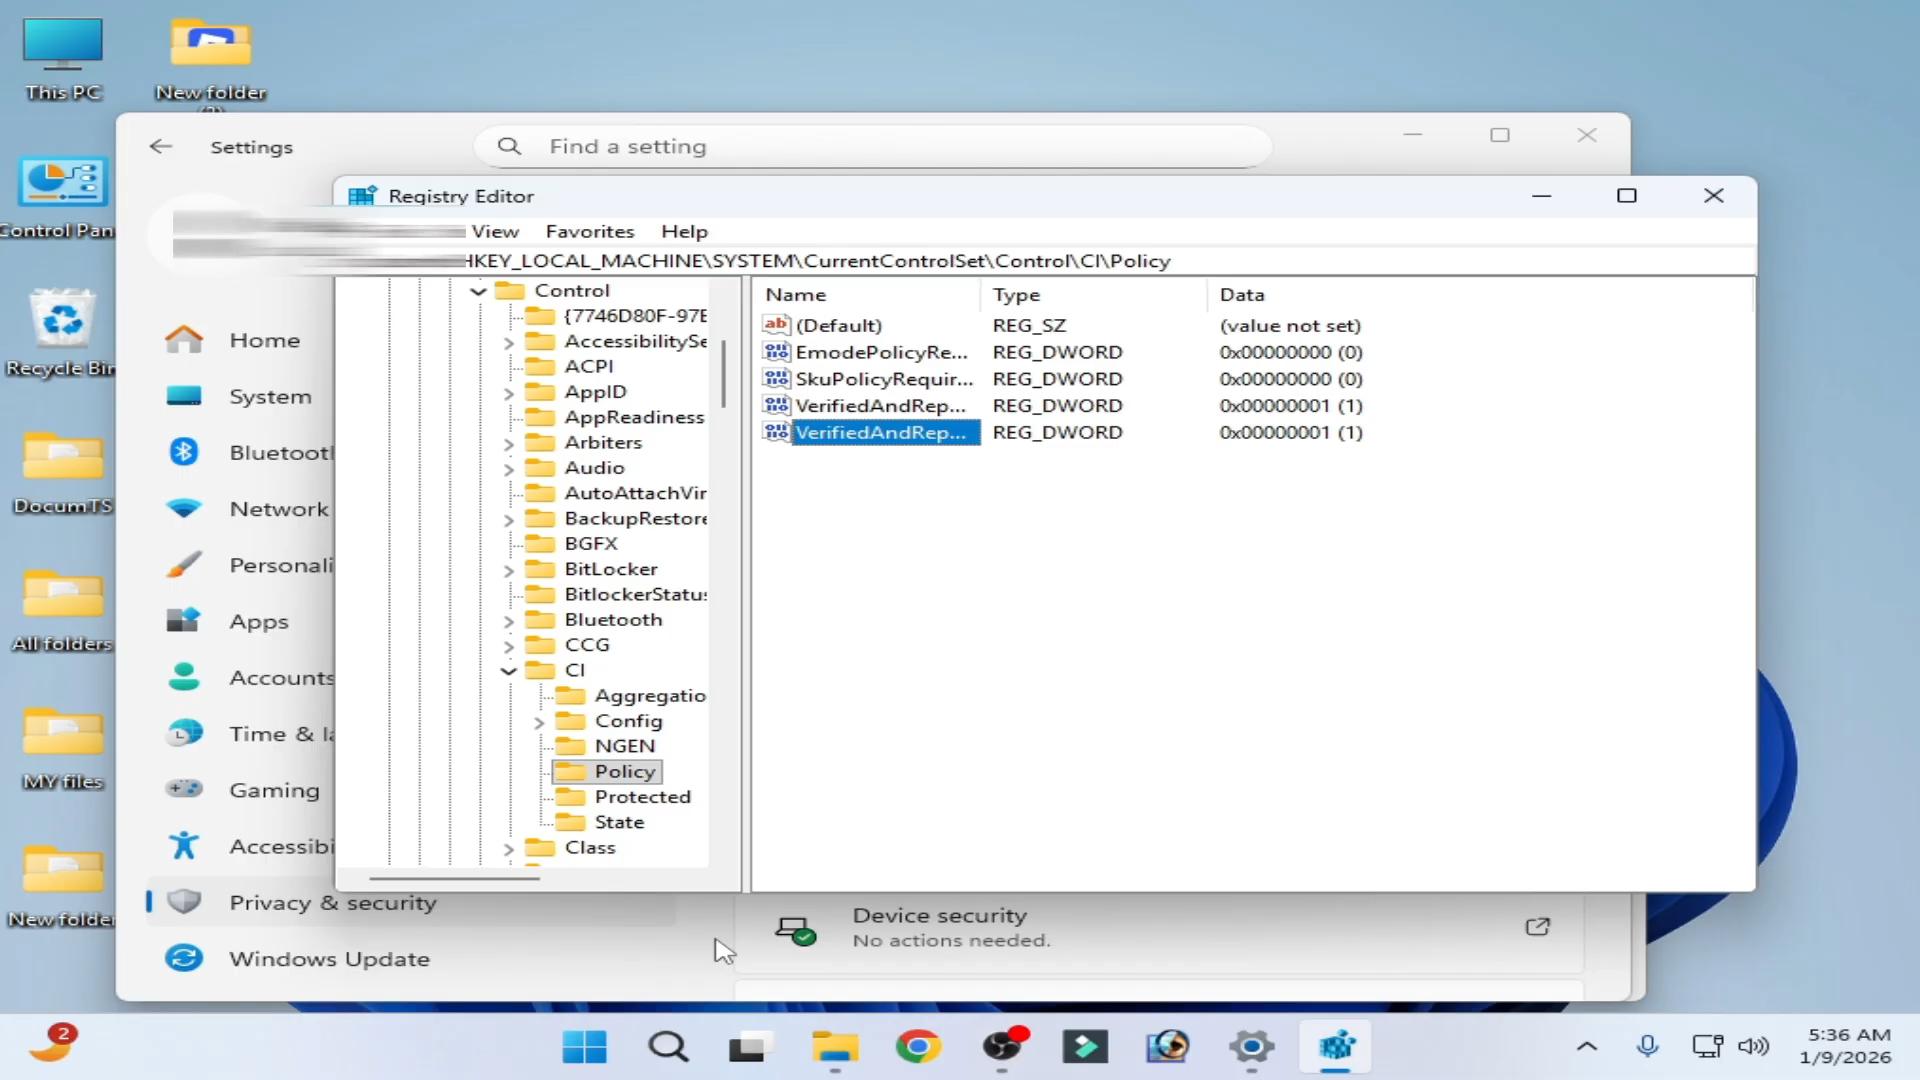 This PC
New folder
Control Pan
Recycle Bin
DocumTS
All folders
MY files
New folder
Settings
Find a setting
Home
System
Bluetooth
Network
Personali
Apps
Accounts
Time & la
Gaming
Accessibi
Privacy & security
Windows Update
Registry Editor
View Favorites Help
HKEY_LOCAL_MACHINE\SYSTEM\CurrentControlSet\Control\CI\Policy
Control
{7746D80F-97E
AccessibilitySe
ACPI
AppID
AppReadiness
Arbiters
Audio
AutoAttachVir
BackupRestore
BGFX
BitLocker
BitlockerStatus
Bluetooth
CCG
CI
Aggregatio
Config
NGEN
Policy
Protected
State
Class
Name Type Data
(Default) REG_SZ (value not set)
EmodePolicyRe... REG_DWORD 0x00000000 (0)
SkuPolicyRequir... REG_DWORD 0x00000000 (0)
VerifiedAndRep... REG_DWORD 0x00000001 (1)
VerifiedAndRep... REG_DWORD 0x00000001 (1)
Device security
No actions needed.
2
5:36 AM
1/9/2026